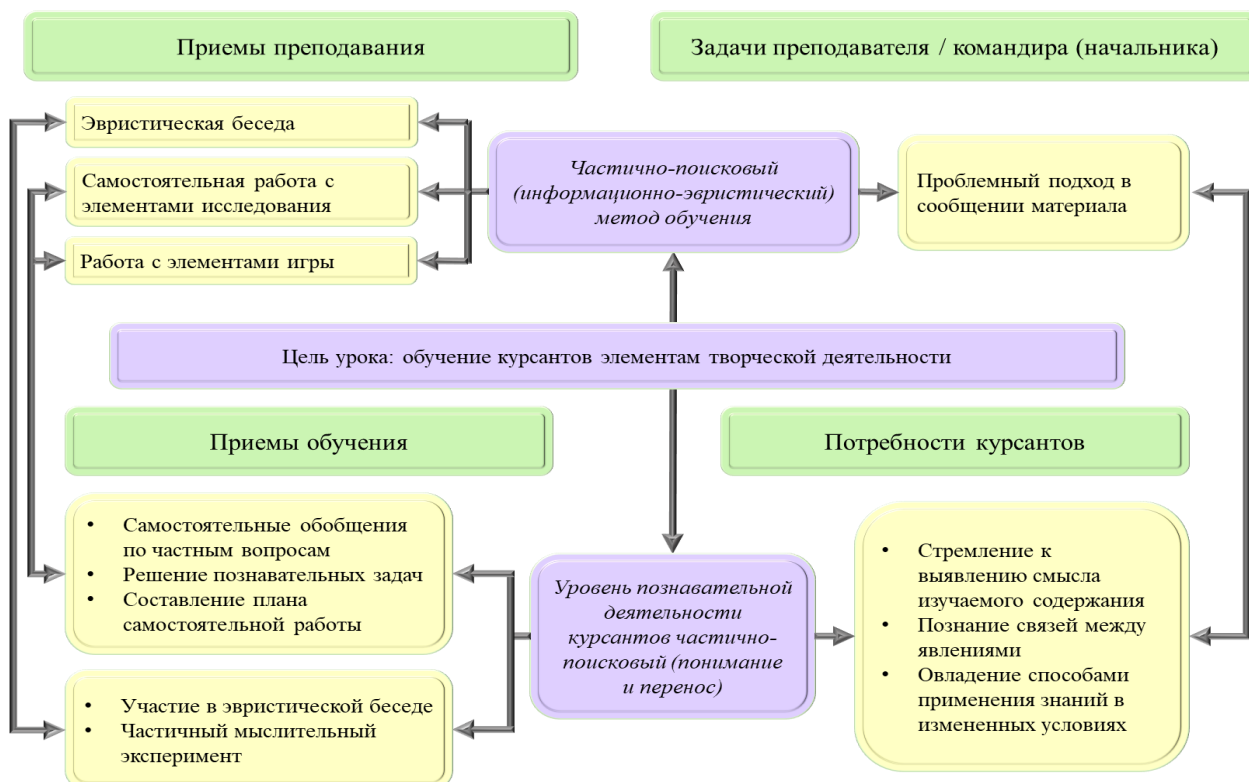 Приемы преподавания
Задачи преподавателя / командира (начальника)
Эвристическая беседа
Самостоятельная работа с
элементами исследования
Работа с элементами игры
Частично-поисковый
(информационно-эвристический)
метод обучения
Проблемный подход в
сообщении материала
Цель урока: обучение курсантов элементам творческой деятельности
Приемы обучения
Потребности курсантов
• Самостоятельные обобщения
по частным вопросам
• Решение познавательных задач
• Составление плана
самостоятельной работы
• Участие в эвристической беседе
• Частичный мыслительный
эксперимент
Уровень познавательной
деятельности
курсантов частично-
поисковый (понимание
и перенос)
• Стремление к
выявлению смысла
изучаемого содержания
• Познание связей между
явлениями
• Овладение способами
применения знаний в
измененных условиях